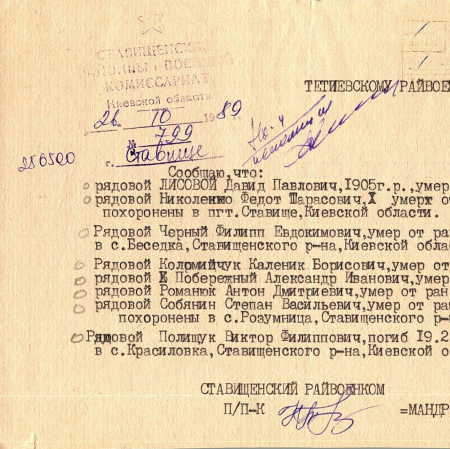 СТАВИЩЕНСКИЙ
РАЙОННЫЙ ВОЕННЫЙ
КОМИССАРИАТ
Киевской области
26. 10 1989
№ 799
г. Ставище
ТЕТИЕВСКОМУ РАЙВОЕН
Сообщаю, что:
рядовой ЛИСОВОЙ Давид Павлович,1905г.р.,умер
рядовой Николенко Федот Тарасович,Х умерх от
похоронены в пгт.Ставище,Киевской области.
Рядовой Черный Филипп Евдокимович,умер от ра
в с.Беседка,Ставищенского р-на,Киевской облас
Рядовой Коломийчук Каленик Борисович,умер от
рядовой Х Побережный Александр Иванович,умер
рядовой Романюк Антон Дмитриевич,умер от ран
рядовой Собянин Степан Васильевич,умер от ра
похоронены в с.Розумница,Ставищенского р-
Рядовой Полищук Виктор Филиппович,погиб 19.2
в с.Красиловка,Ставищенского р-на,Киевской о
СТАВИЩЕНСКИЙ РАЙВОЕНКОМ
П/П-К =МАНДР